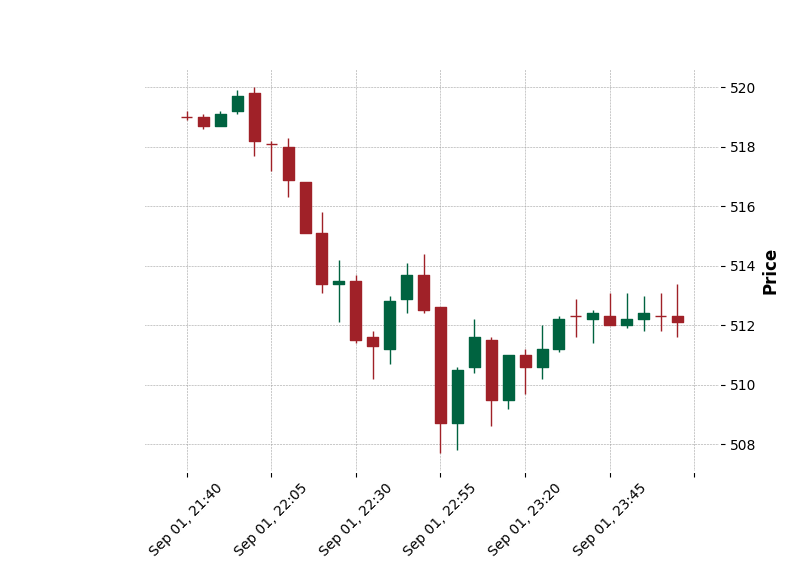 520
518
516
514
512
510
508
Price
Sep 01, 21:40
Sep 01, 22:05
Sep 01, 22:30
Sep 01, 22:55
Sep 01, 23:20
Sep 01, 23:45